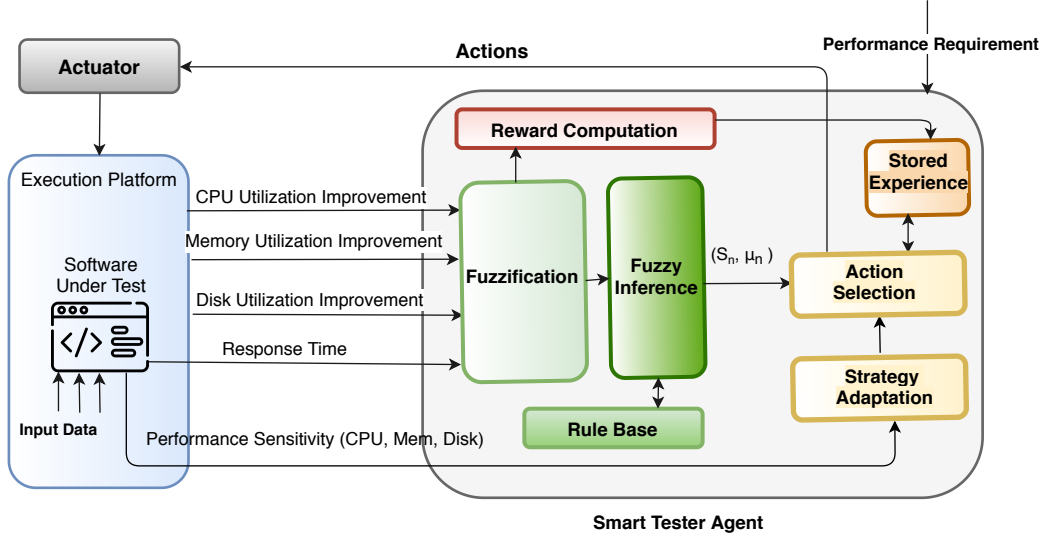 Performance Requirement
Actions
Actuator
Reward Computation
Execution Platform
Stored
Experience
CPU Utilization Improvement
Memory Utilization Improvement
(Sn, μn )
Software
Under Test
Fuzzification
Fuzzy
Inference
Action
Selection
Disk Utilization Improvement
</>
Response Time
Strategy
Adaptation
Input Data
Rule Base
Performance Sensitivity (CPU, Mem, Disk)
Smart Tester Agent